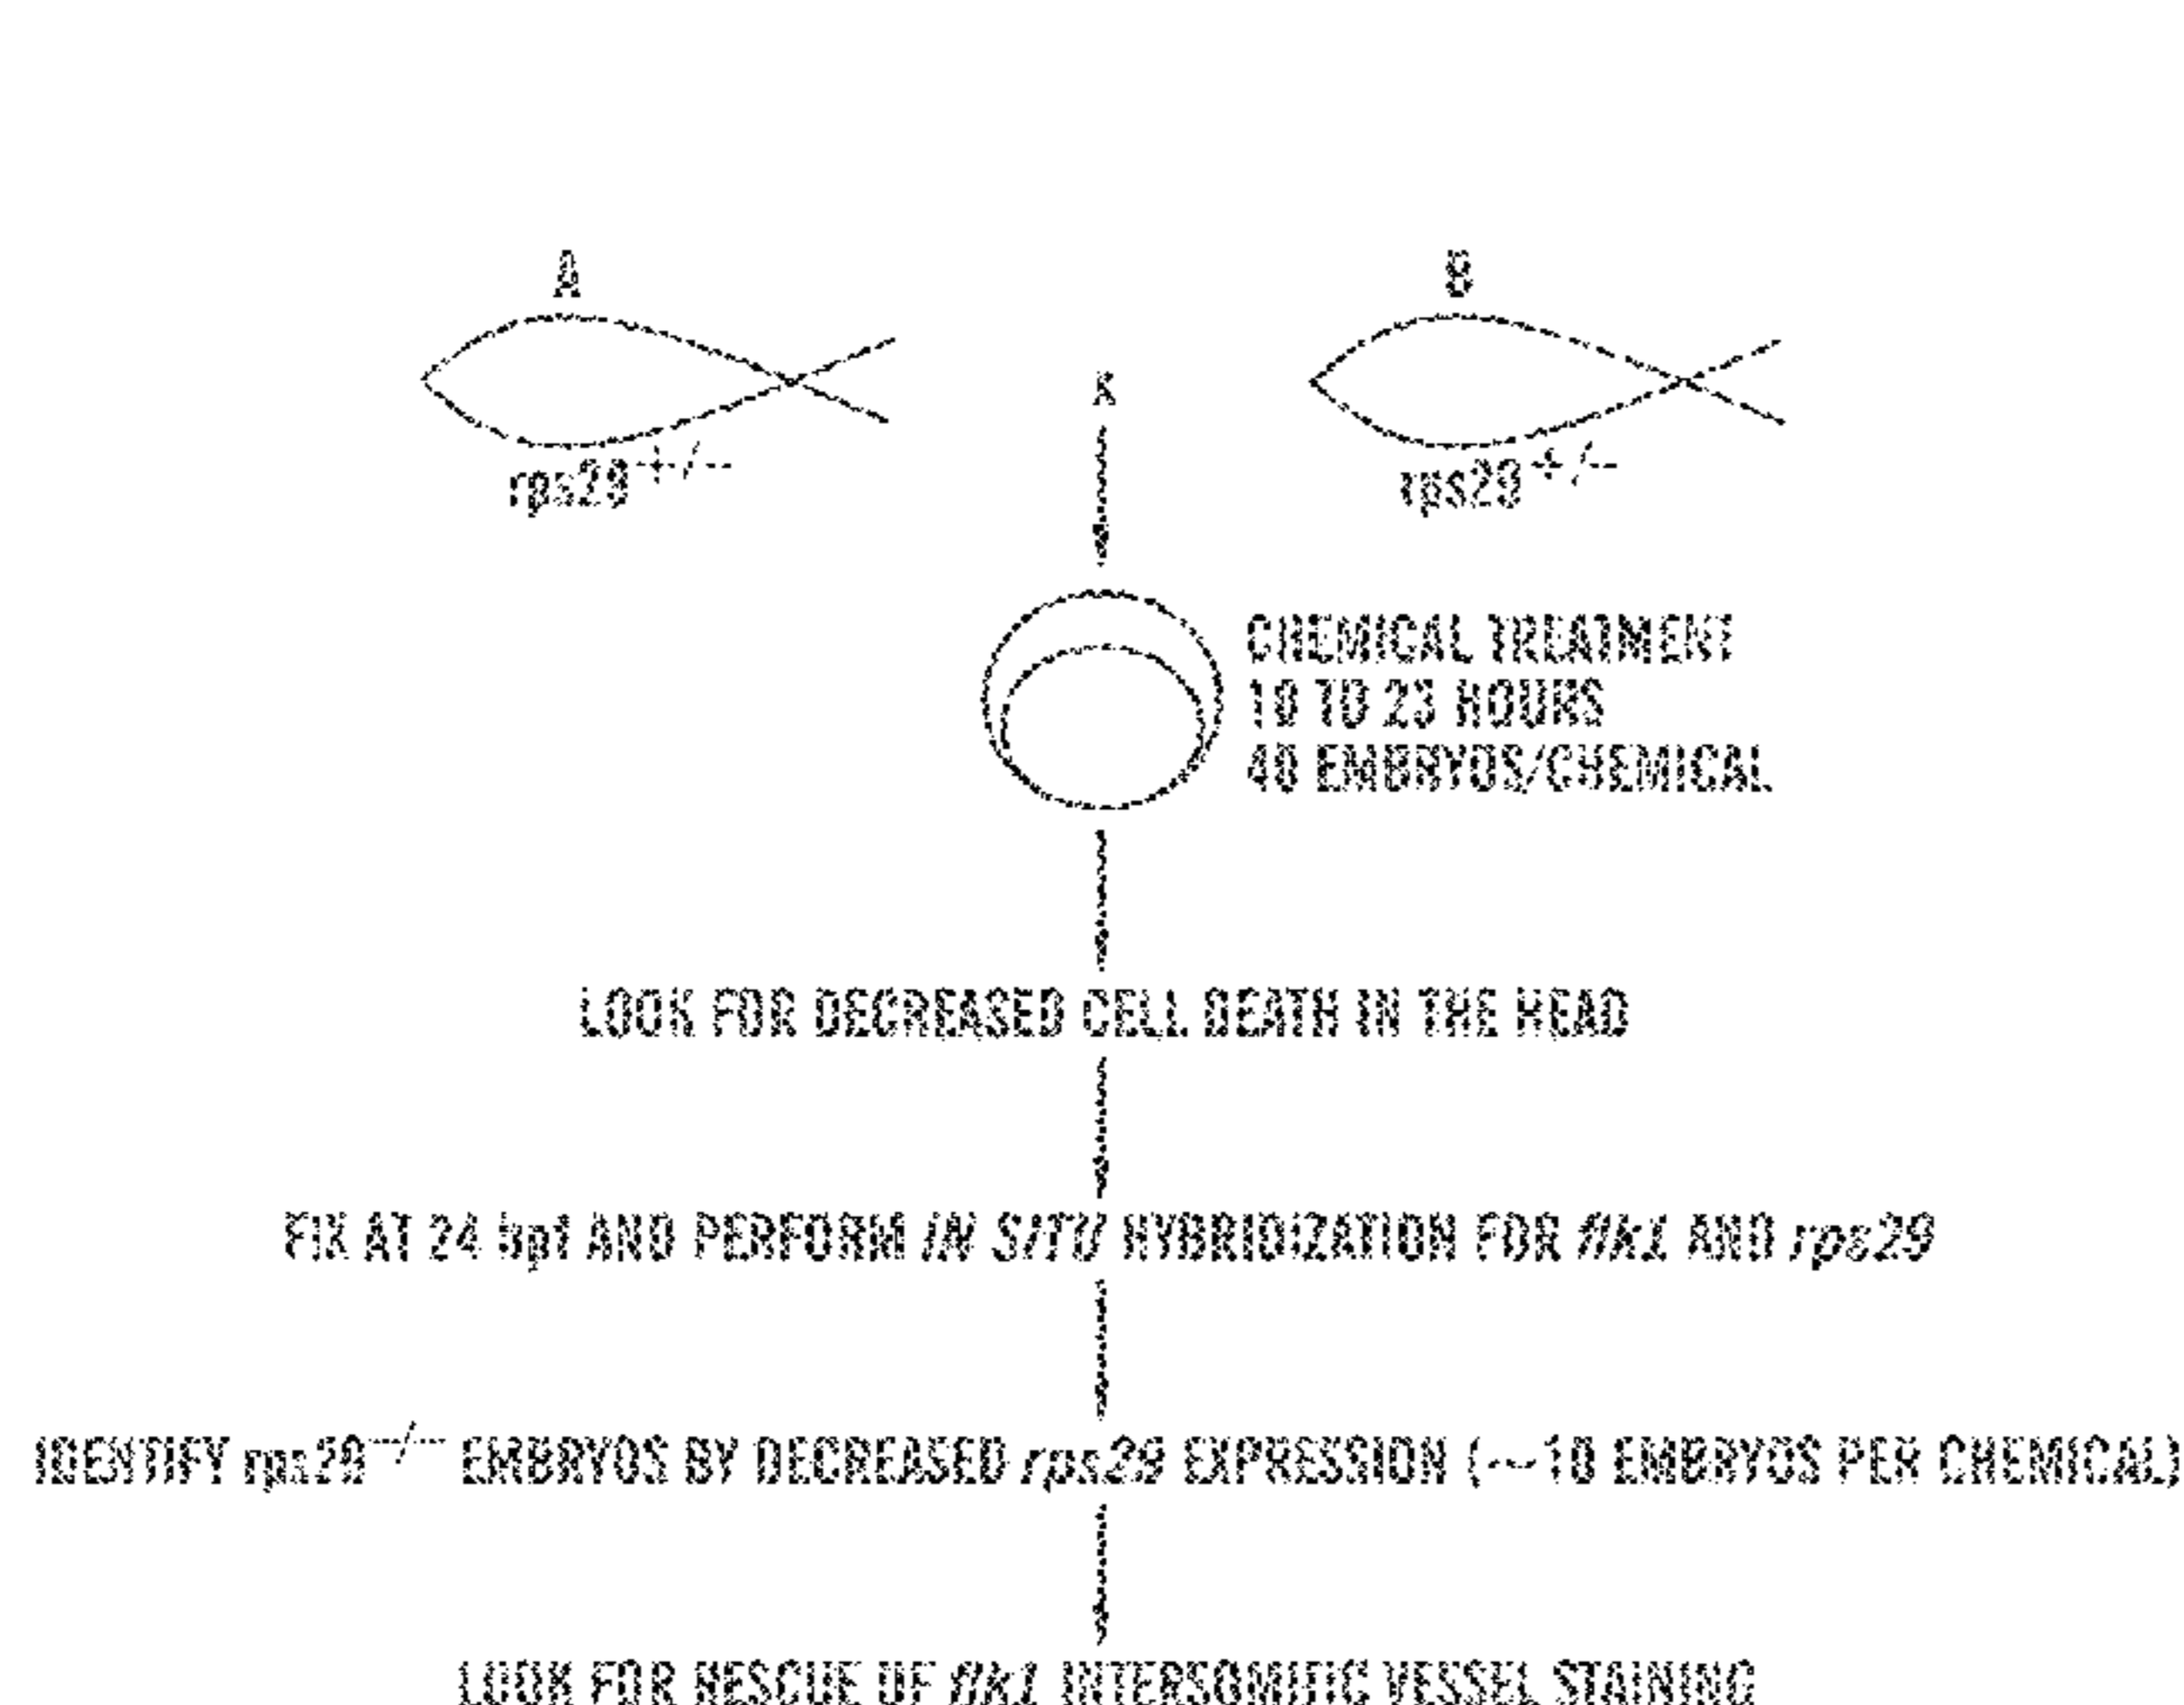 A
B
rps29+/-
x
rps29+/-
CHEMICAL TREATMENT
10 TO 23 HOURS
40 EMBRYOS/CHEMICAL
LOOK FOR DECREASED CELL DEATH IN THE HEAD
FIX AT 24 hpf AND PERFORM IN SITU HYBRIDIZATION FOR flk1 AND rps29
IDENTIFY rps29-/- EMBRYOS BY DECREASED rps29 EXPRESSION (~10 EMBRYOS PER CHEMICAL)
LOOK FOR RESCUE OF flk1 INTERSOMITIC VESSEL STAINING